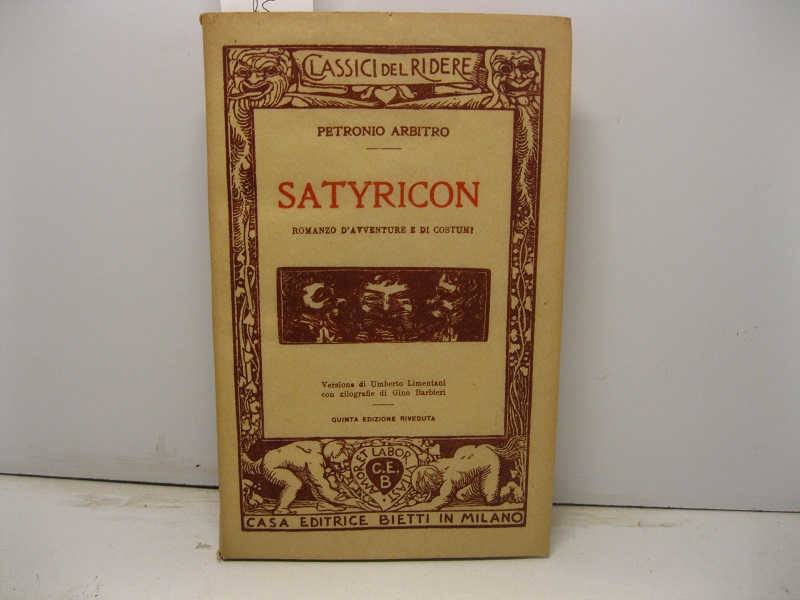 CLASSICI DEL RIDERE
PETRONIO ARBITRO
SATYRICON
ROMANZO D'AVVENTURE E DI COSTUMI
Versione di Umberto Limentani
con xilografie di Gino Barbieri
QUINTA EDIZIONE RIVEDUTA
AMOR ET LABOR
C.E.
B
CASA EDITRICE BIETTI IN MILANO